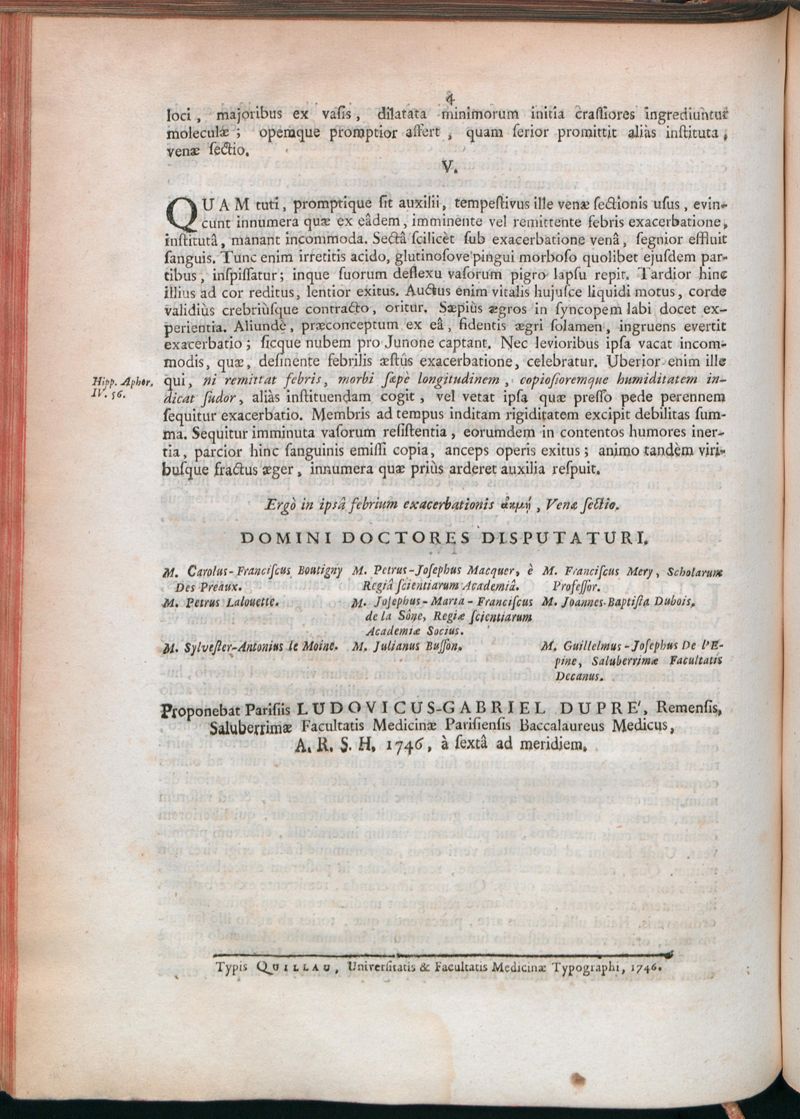 4
loci, majoribus ex vasis, dilatata minimorum initia crassiores ingrediuntur
moleculæ ; operamque promptior affert, quam serior promittit aliàs instituta,
venæ sectio.
V.
QUAM tuti, promptique sit auxilii, tempestivus ille venæ sectionis usus, evin-
cunt innumera quæ ex eâdem, imminente vel remittente febris exacerbatione,
institutâ, manant incommoda. Sectâ scilicèt sub exacerbatione venâ, segnior effluit
sanguis. Tunc enim irretitis acido, glutinosove pingui morboso quolibet ejusdem par-
tibus, inspissatur; inque suorum deflexu vasorum pigro lapsu repit. Tardior hinc
illius ad cor reditus, lentior exitus. Auctus enim vitalis hujusce liquidi motus, corde
validiùs crebriùsque contracto, oritur. Sæpiùs ægros in syncopem labi docet ex-
perientia. Aliundè, præconceptum ex eâ, fidentis ægri solamen, ingruens evertit
exacerbatio ; sicque nubem pro Junone captant. Nec levioribus ipsa vacat incom-
modis, quæ, desinente febrilis æstûs exacerbatione, celebratur. Uberior enim ille
Hipp. Aphor.
IV. 56.
qui, ni remittat febris, morbi sæpè longitudinem, copiosioremque humiditatem in-
dicat sudor, aliàs instituendam cogit, vel vetat ipsa quæ presso pede perennem
sequitur exacerbatio. Membris ad tempus inditam rigiditatem excipit debilitas sum-
ma. Sequitur imminuta vasorum resistentia, eorumdem in contentos humores iner-
tia, parcior hinc sanguinis emissi copia, anceps operis exitus ; animo tandèm viri-
busque fractus æger, innumera quæ priùs arderet auxilia respuit.
Ergò in ipsâ febrium exacerbationis ἀκμῇ, Venæ sectio.
DOMINI DOCTORES DISPUTATURI.
M. Carolus-Franciscus Boutigny
Des Preaux.
M. Petrus Lalouette.
M. Sylvester-Antonius le Moine.
M. Petrus-Josephus Macquer, è
Regiâ scientiarum Academiâ.
M. Josephus-Maria-Franciscus
de la Sône, Regiæ scientiarum
Academiæ Socius.
M. Julianus Busson.
M. Franciscus Mery, Scholarum
Professor.
M. Joannes-Baptista Dubois.
M. Guillelmus-Josephus De l'E-
pine, Saluberrimæ Facultatis
Decanus.
Proponebat Parisiis LUDOVICUS-GABRIEL DUPRE', Remensis,
Saluberrimæ Facultatis Medicinæ Parisiensis Baccalaureus Medicus,
A. R. S. H. 1746, à sextâ ad meridiem.
Typis QUILLAU, Universitatis & Facultatis Medicinæ Typographi, 1746.